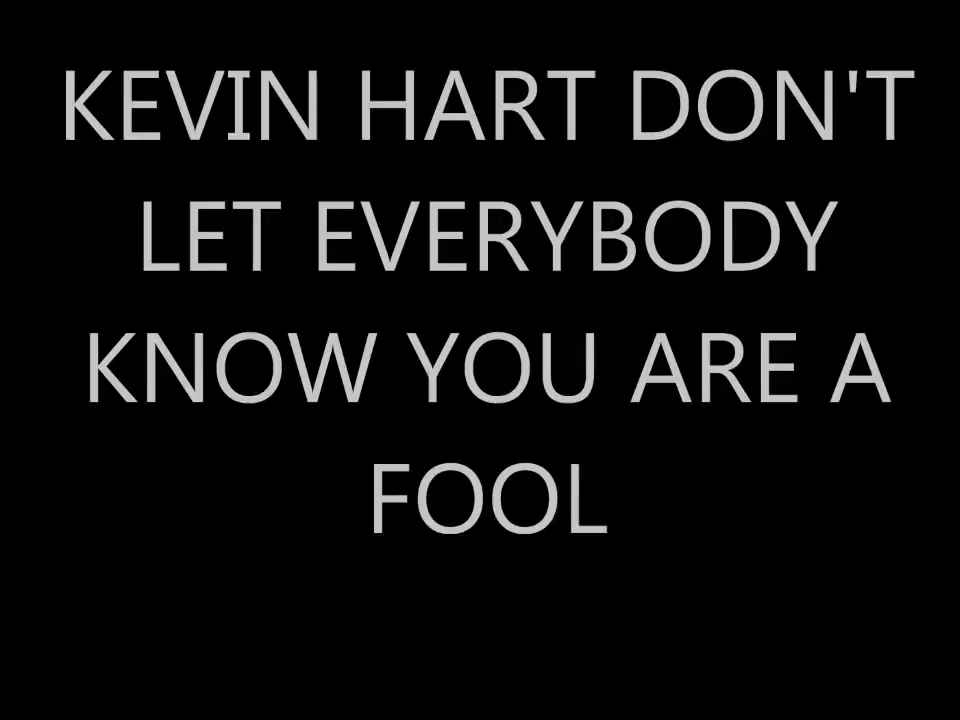 KEVIN HART DON'T
LET EVERYBODY
KNOW YOU ARE A
FOOL